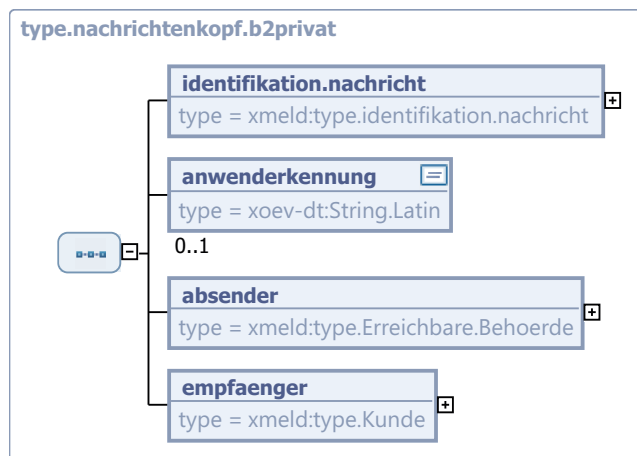 type.nachrichtenkopf.b2privat
identifikation.nachricht
type = xmeld:type.identifikation.nachricht
anwenderkennung
type = xoev-dt:String.Latin
0..1
absender
type = xmeld:type.Erreichbare.Behoerde
empfaenger
type = xmeld:type.Kunde